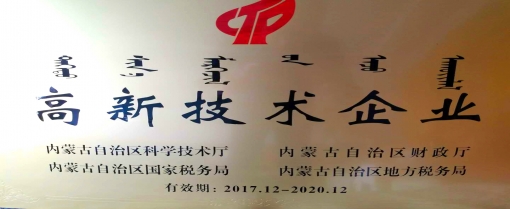 高新技术企业
内蒙古自治区科学技术厅 内蒙古自治区财政厅
内蒙古自治区国家税务局 内蒙古自治区地方税务局
有效期：2017.12-2020.12